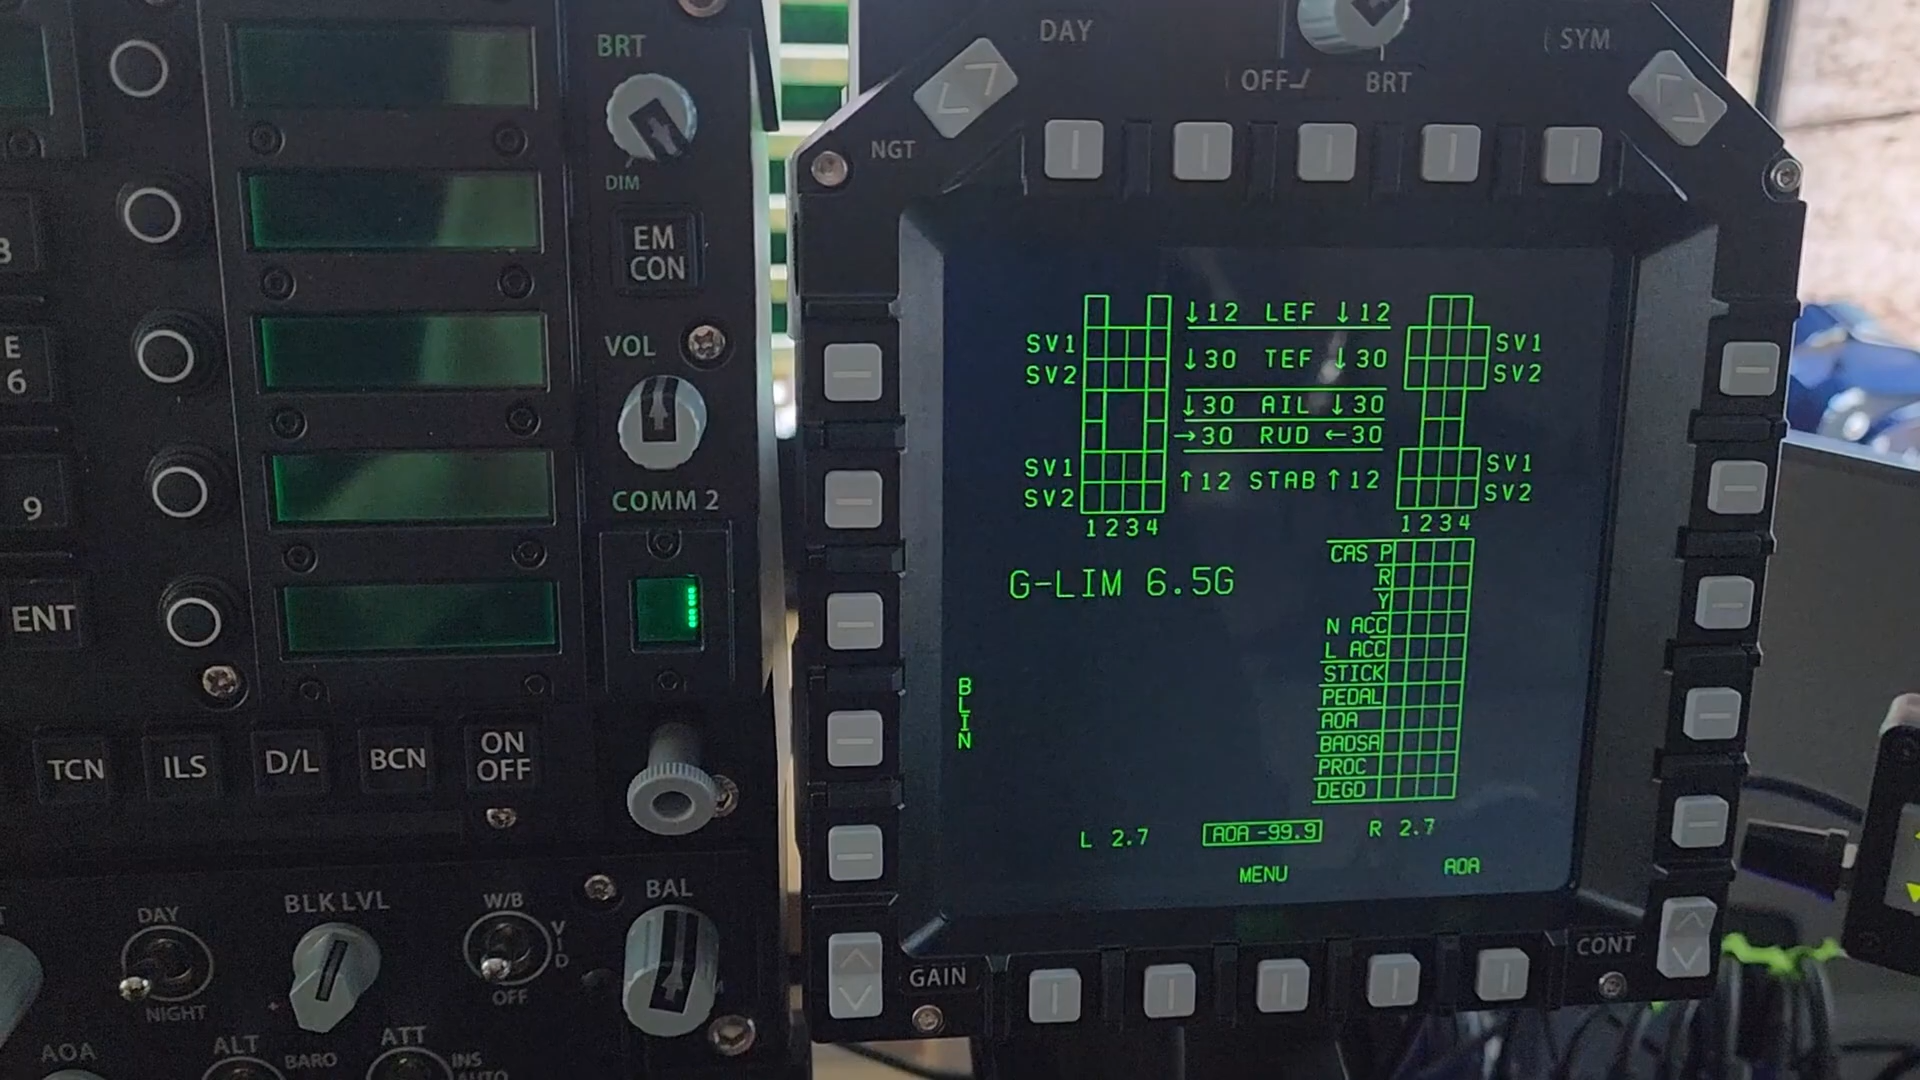 BRT
DIM
EM
CON
VOL
COMM 2
1
E
6
9
ENT
TCN
ILS
D/L
BCN
ON
OFF
DAY
NIGHT
BLK LVL
W/B
VID
OFF
BAL
AOA
ALT
BARO
ATT
INS
AUTO
DAY
NGT
OFF
BRT
SYM
↓12 LEF ↓12
SV1 ↓30 TEF ↓30 SV1
SV2 SV2
↓30 AIL ↓30
→30 RUD ←30
SV1 ↑12 STAB ↑12 SV1
SV2 SV2
1 2 3 4 1 2 3 4
G-LIM 6.5G
CAS P
R
Y
N ACC
L ACC
STICK
PEDAL
AOA
BADSA
PROC
DEGD
BLIN
L 2.7 AOA -99.9 R 2.7
MENU AOA
GAIN
CONT